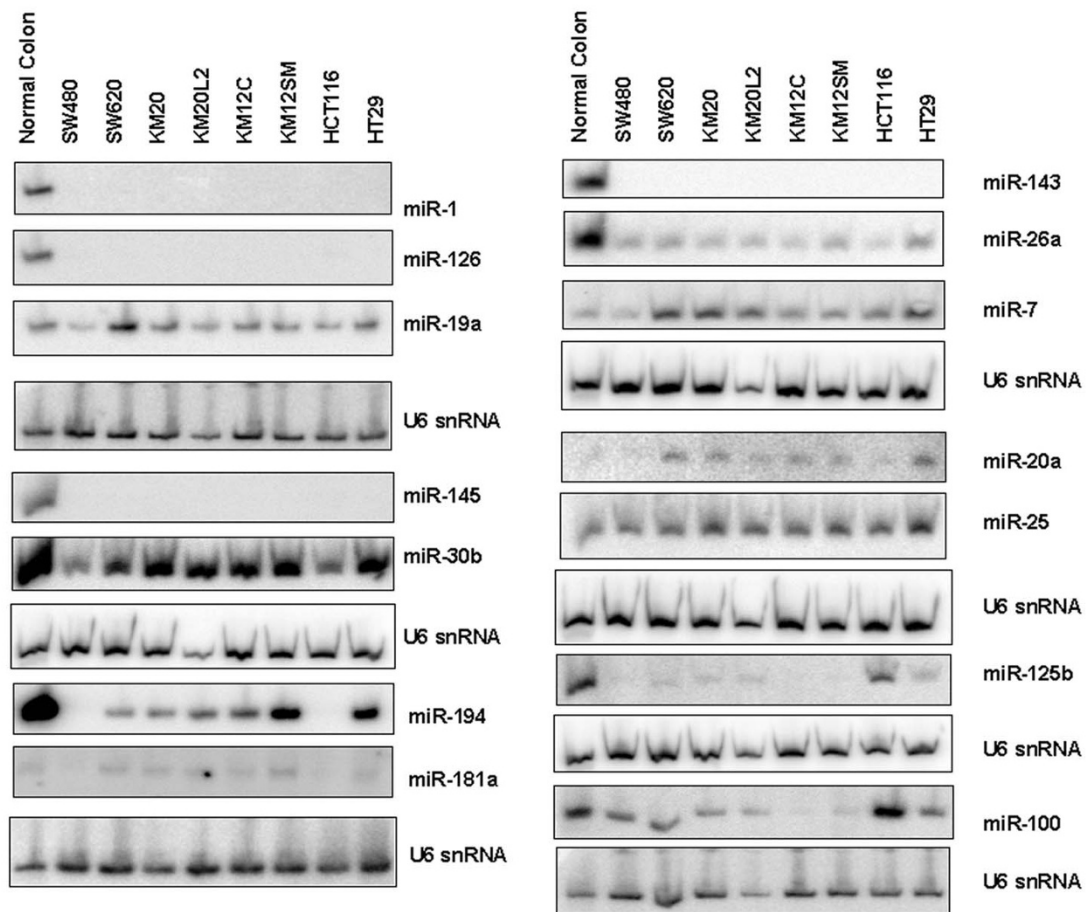 Normal Colon
SW480
SW620
KM20
KM20L2
KM12C
KM12SM
HCT116
HT29
miR-1
miR-126
miR-19a
U6 snRNA
miR-145
miR-30b
U6 snRNA
miR-194
miR-181a
U6 snRNA
Normal Colon
SW480
SW620
KM20
KM20L2
KM12C
KM12SM
HCT116
HT29
miR-143
miR-26a
miR-7
U6 snRNA
miR-20a
miR-25
U6 snRNA
miR-125b
U6 snRNA
miR-100
U6 snRNA